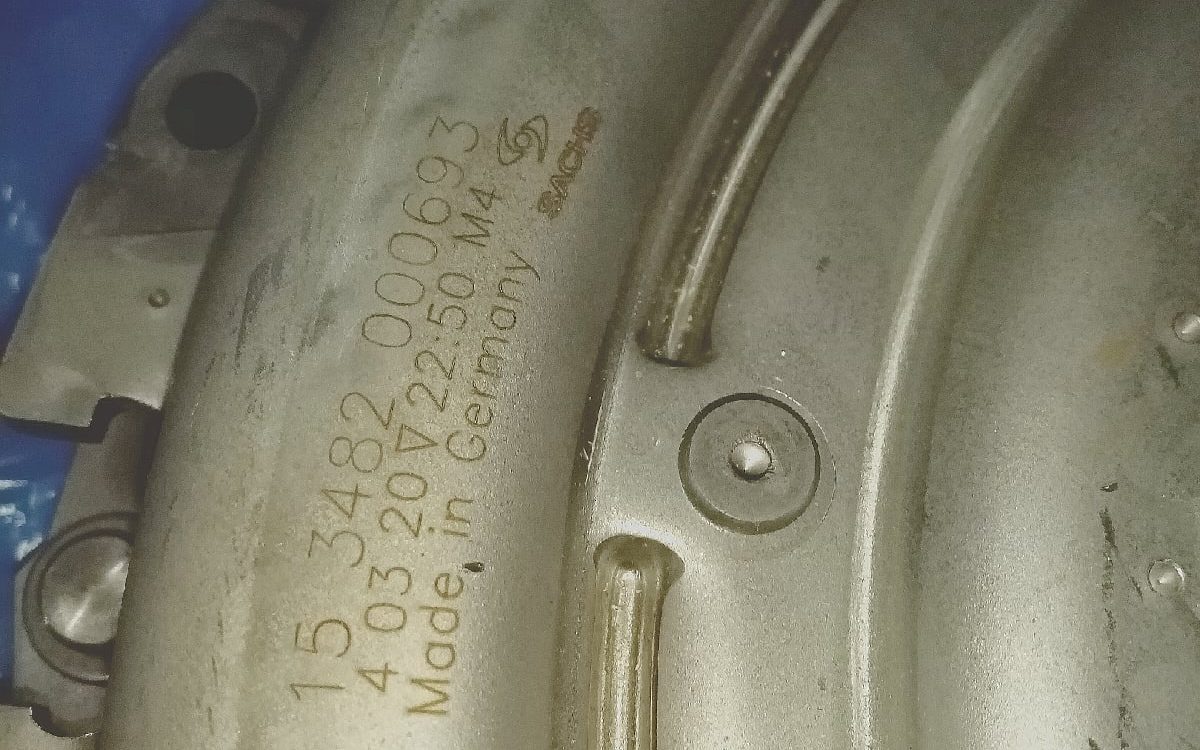 15 3482 000693
4 03 20 ∇ 22:50 M4
Made in Germany
SACHS